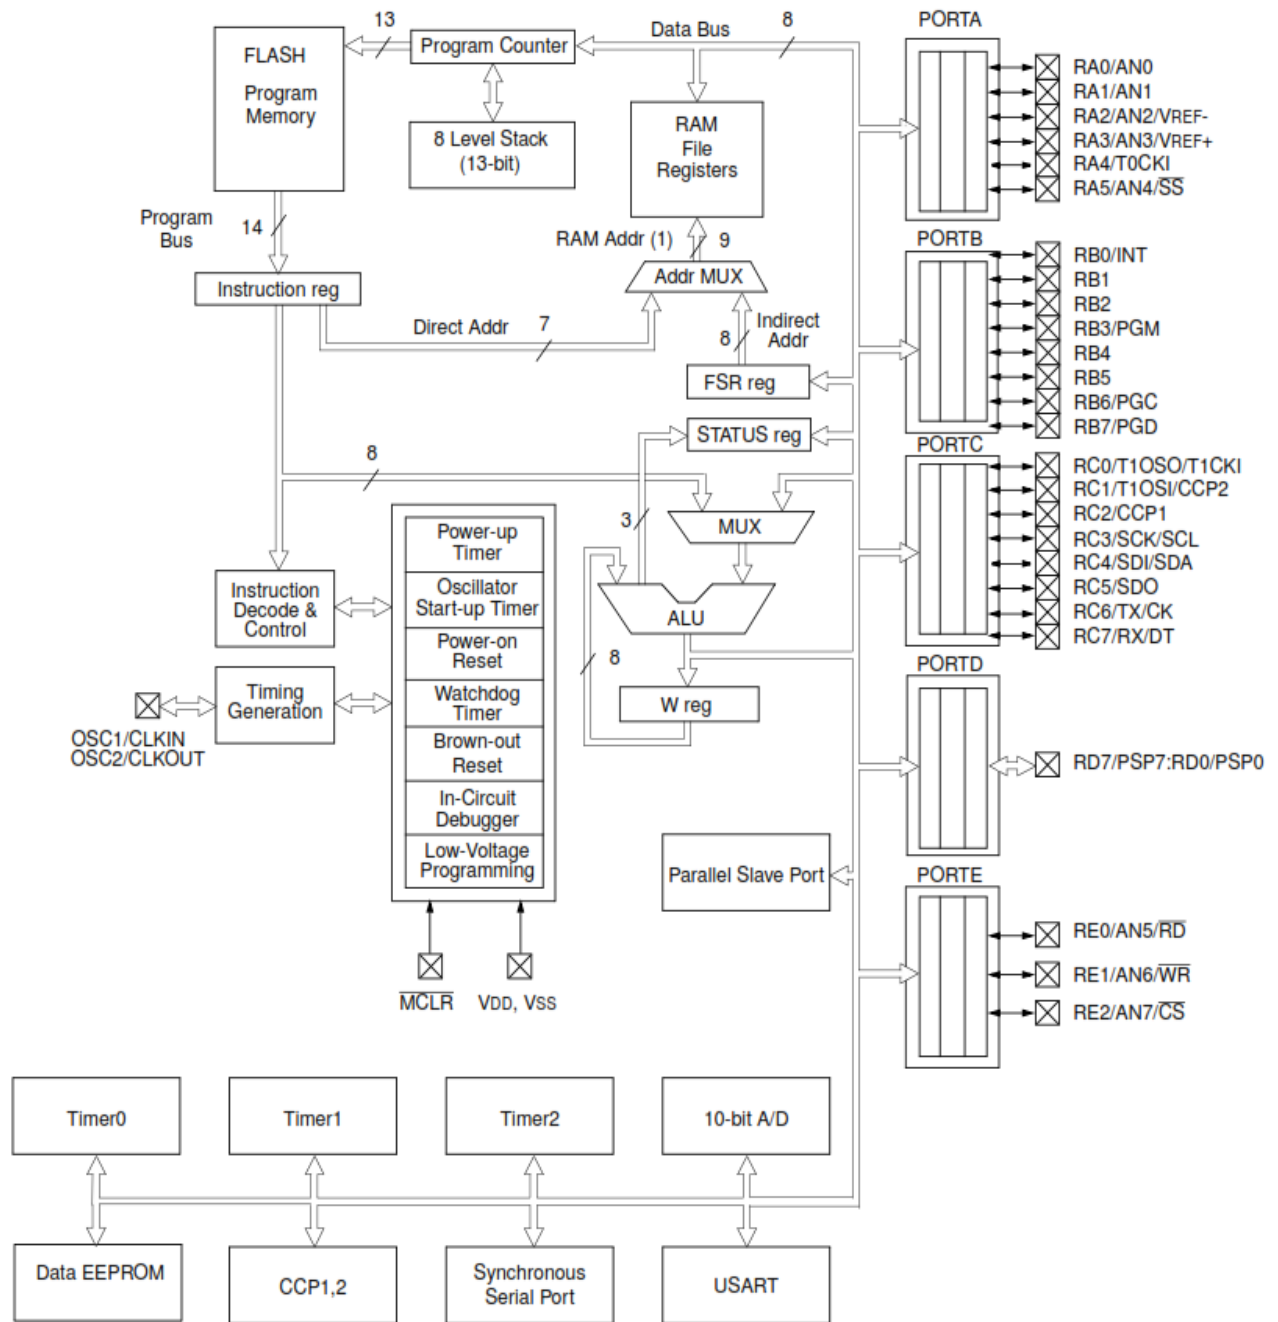 13
Data Bus
8
PORTA
FLASH
Program
Memory
Program Counter
8 Level Stack
(13-bit)
RAM
File
Registers
RA0/AN0
RA1/AN1
RA2/AN2/VREF-
RA3/AN3/VREF+
RA4/T0CKI
RA5/AN4/SS
Program
Bus
14
RAM Addr (1)
9
PORTB
Addr MUX
Instruction reg
Direct Addr
7
Indirect
Addr
8
FSR reg
RB0/INT
RB1
RB2
RB3/PGM
RB4
RB5
RB6/PGC
RB7/PGD
STATUS reg
PORTC
8
3
MUX
RC0/T1OSO/T1CKI
RC1/T1OSI/CCP2
RC2/CCP1
RC3/SCK/SCL
RC4/SDI/SDA
RC5/SDO
RC6/TX/CK
RC7/RX/DT
Power-up
Timer
Oscillator
Start-up Timer
Power-on
Reset
Watchdog
Timer
Brown-out
Reset
In-Circuit
Debugger
Low-Voltage
Programming
Instruction
Decode &
Control
ALU
8
W reg
Timing
Generation
OSC1/CLKIN
OSC2/CLKOUT
PORTD
RD7/PSP7:RD0/PSP0
Parallel Slave Port
PORTE
RE0/AN5/RD
RE1/AN6/WR
RE2/AN7/CS
MCLR
VDD, VSS
Timer0
Timer1
Timer2
10-bit A/D
Data EEPROM
CCP1,2
Synchronous
Serial Port
USART